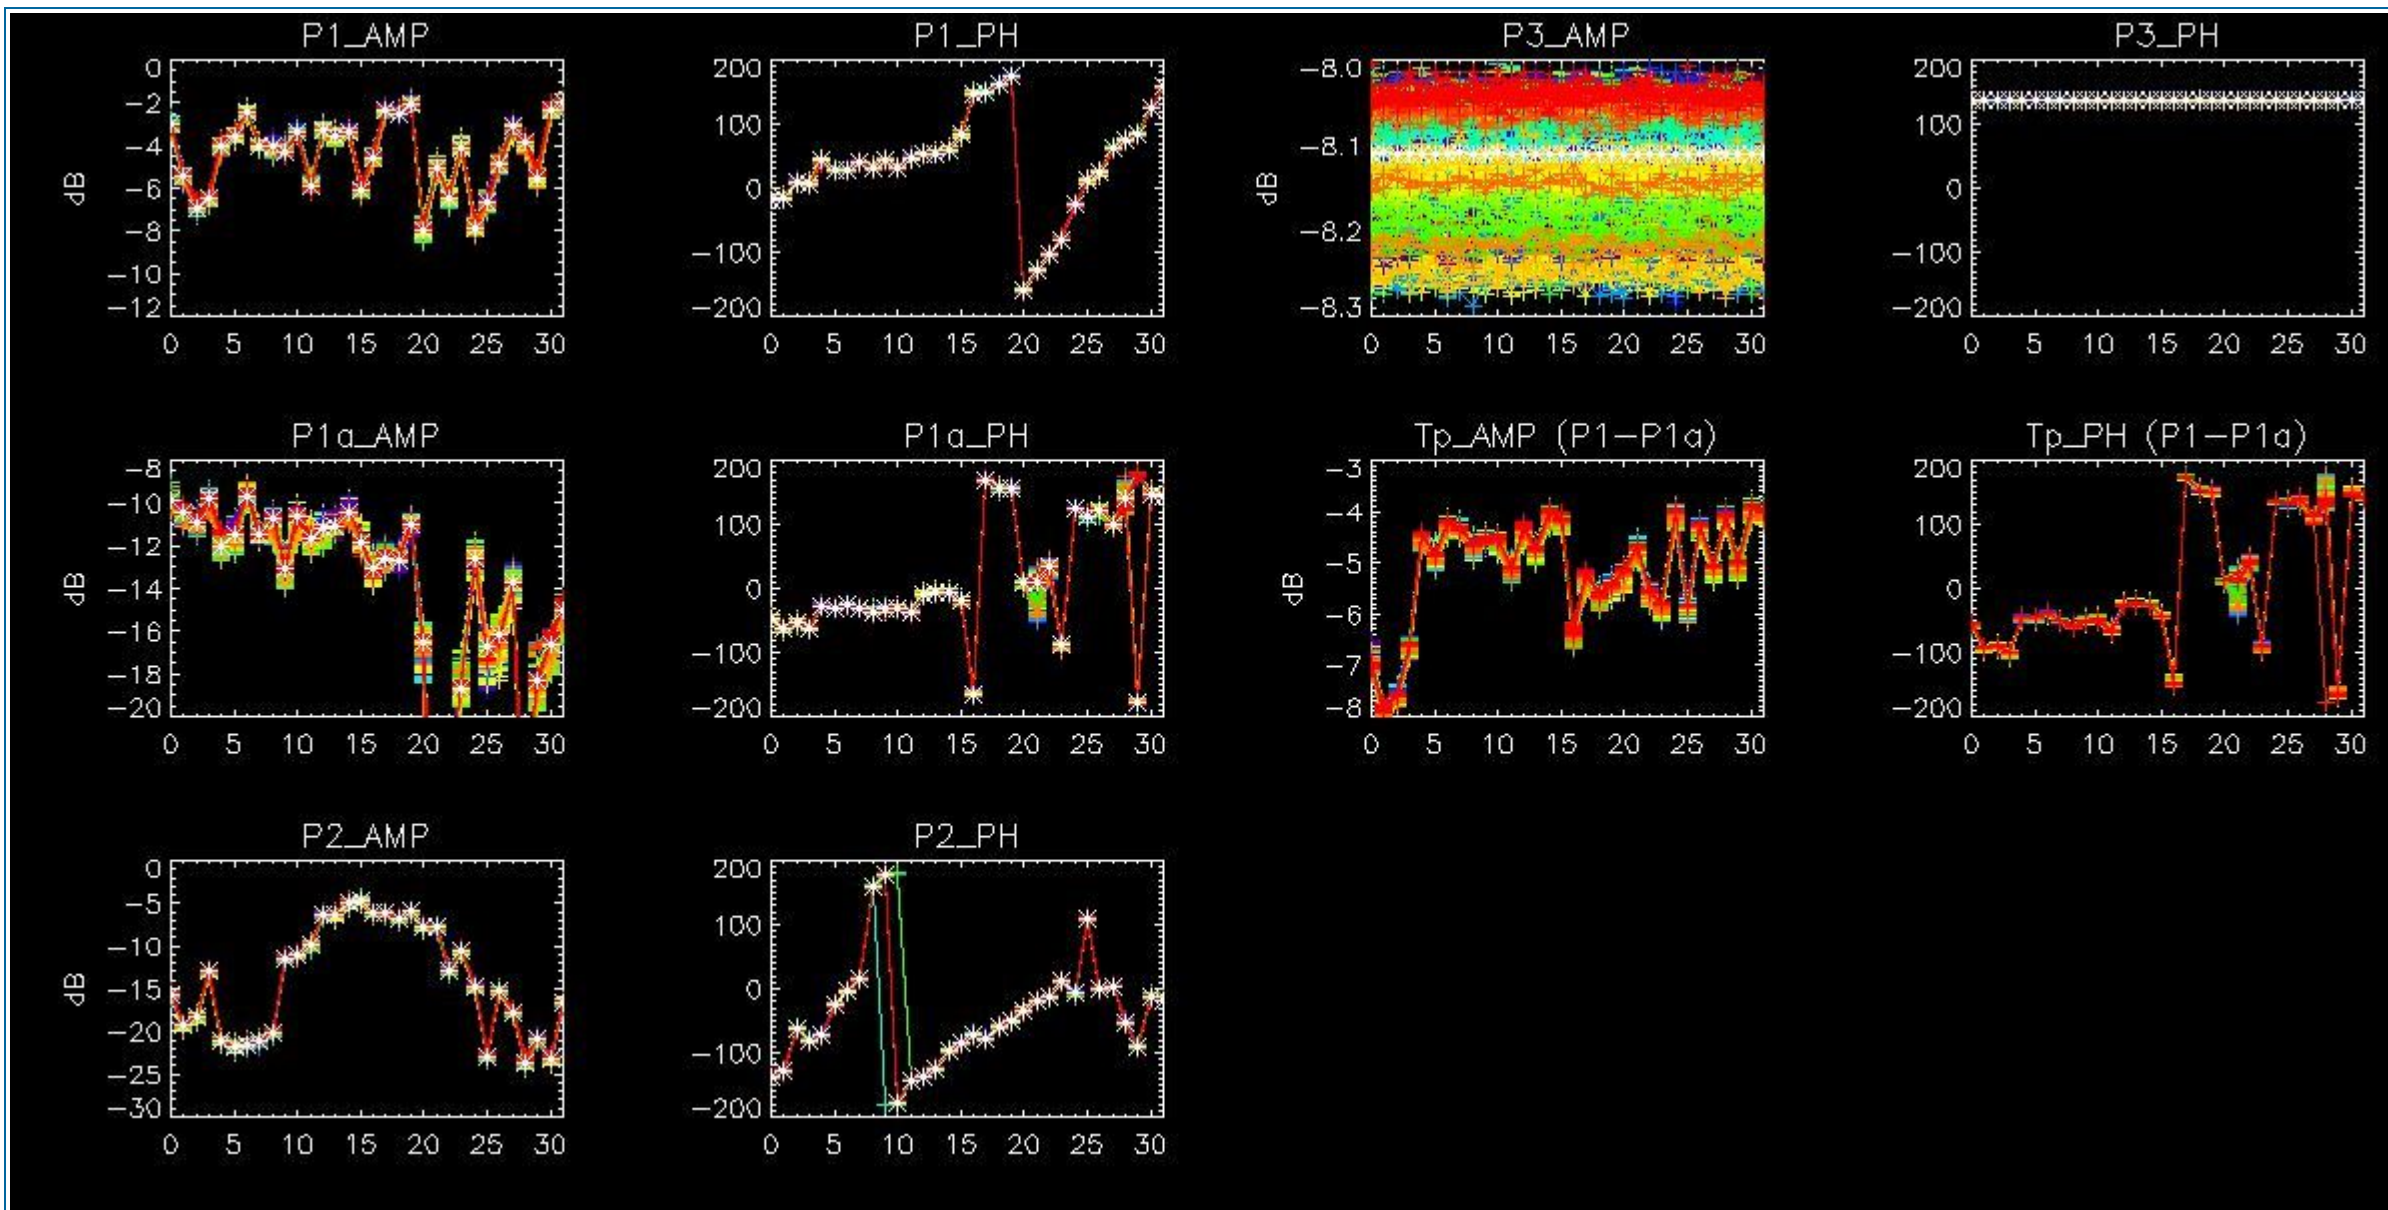 P1_AMP P1_PH P3_AMP P3_PH
0 200 -8.0 200
-2
-4 100 -8.1 100
dB dB
-6 0 0
-8 -8.2
-10 -100 -100
-12 -200 -8.3 -200
0 5 10 15 20 25 30 0 5 10 15 20 25 30 0 5 10 15 20 25 30 0 5 10 15 20 25 30
P1a_AMP P1a_PH Tp_AMP (P1-P1a) Tp_PH (P1-P1a)
-8 200 -3 200
-10 100 -4 100
-12
dB dB
-14 0 -5 0
-16 -6
-18 -100 -7 -100
-20 -200 -8 -200
0 5 10 15 20 25 30 0 5 10 15 20 25 30 0 5 10 15 20 25 30 0 5 10 15 20 25 30
P2_AMP P2_PH
0 200
-5 100
-10
dB
-15 0
-20 -100
-25
-30 -200
0 5 10 15 20 25 30 0 5 10 15 20 25 30